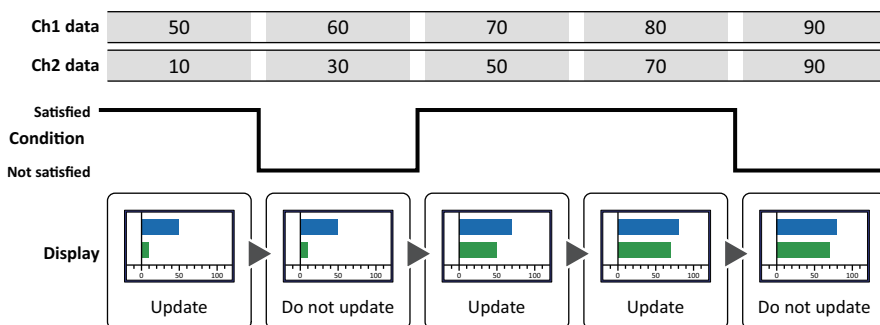 Ch1 data 50 60 70 80 90
Ch2 data 10 30 50 70 90
Satisfied
Condition
Not satisfied
Display
0 50 100 0 50 100 0 50 100 0 50 100 0 50 100
Update Do not update Update Update Do not update